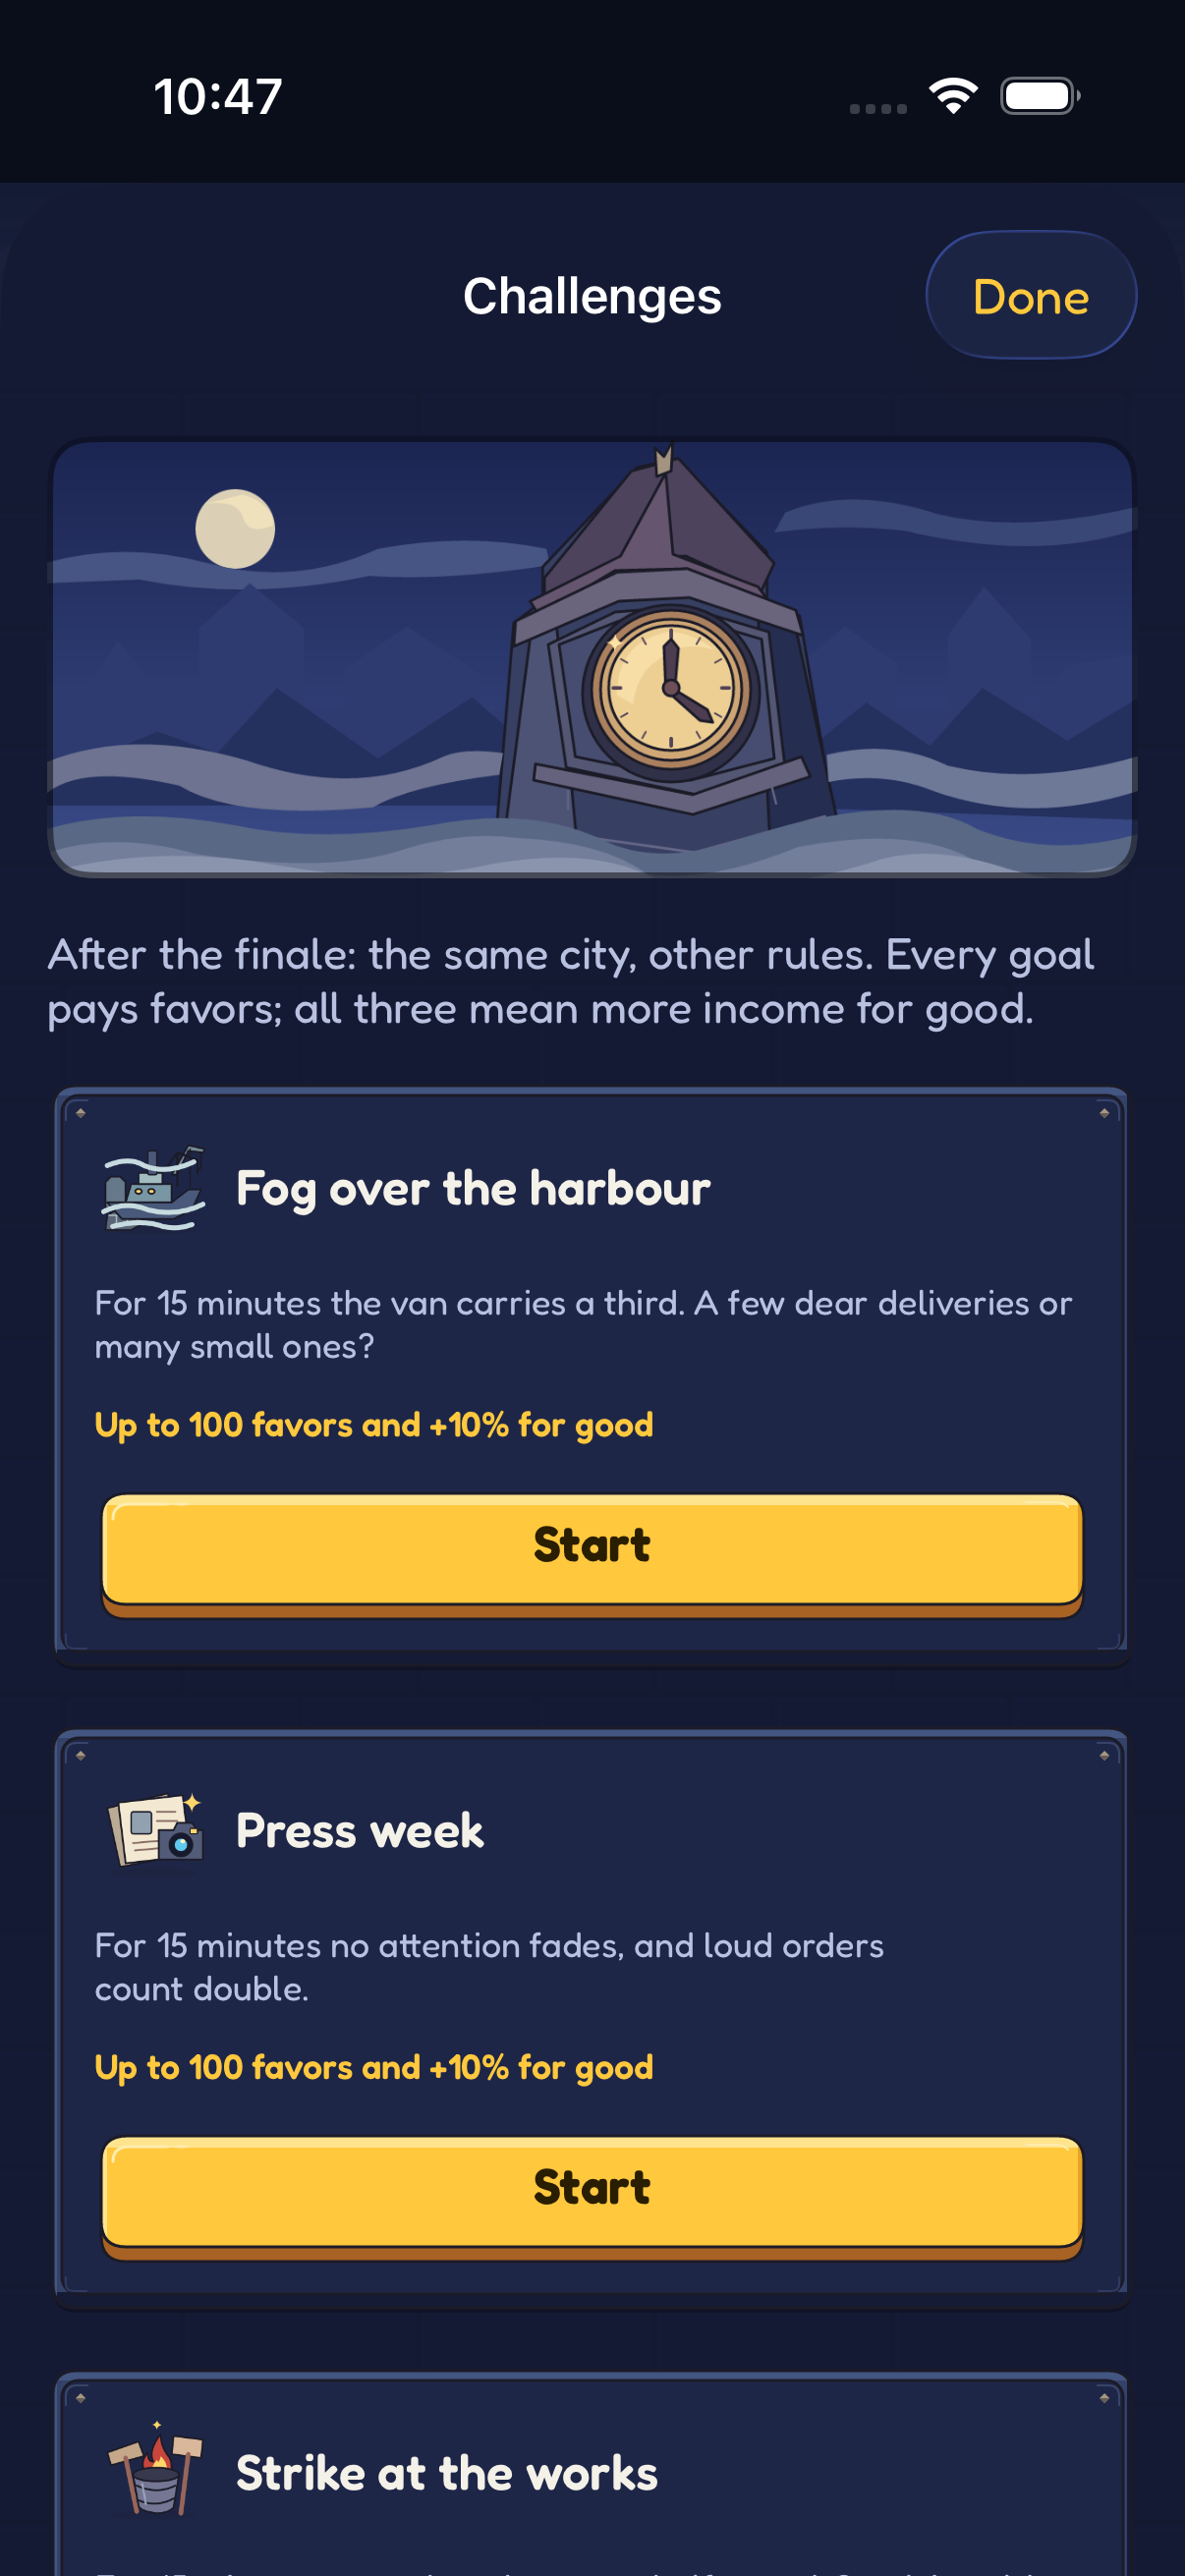 10:47
Challenges
Done
After the finale: the same city, other rules. Every goal
pays favors; all three mean more income for good.
Fog over the harbour
For 15 minutes the van carries a third. A few dear deliveries or
many small ones?
Up to 100 favors and +10% for good
Start
Press week
For 15 minutes no attention fades, and loud orders
count double.
Up to 100 favors and +10% for good
Start
Strike at the works